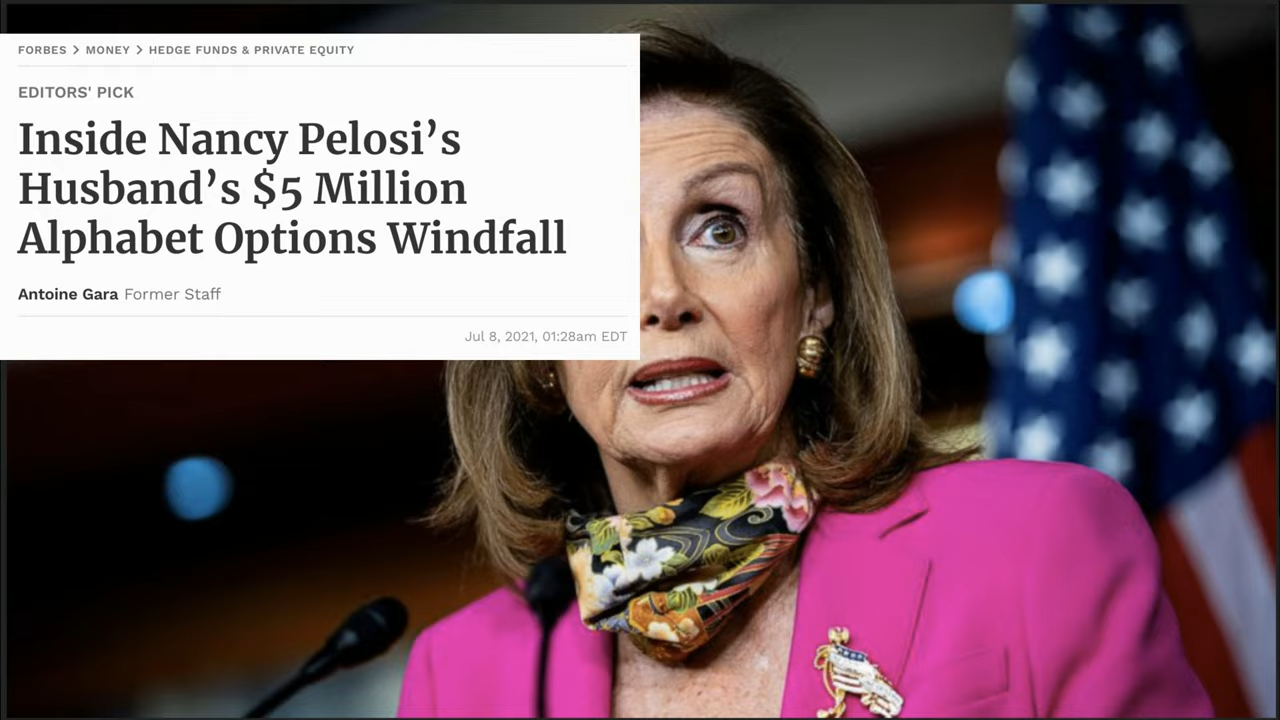 FORBES > MONEY > HEDGE FUNDS & PRIVATE EQUITY
EDITORS' PICK
Inside Nancy Pelosi’s
Husband’s $5 Million
Alphabet Options Windfall
Antoine Gara Former Staff
Jul 8, 2021, 01:28am EDT